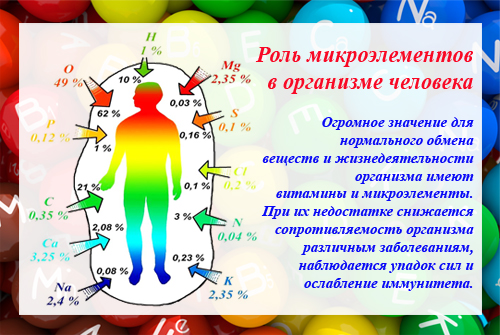 H
1 %
O
49 %
10 %
Mg
2,35 %
0,03 %
62 %
S
0,1 %
P
0,12 %
0,16 %
1 %
Cl
0,2 %
21 %
0,1 %
C
0,35 %
3 %
N
0,04 %
2,08 %
Ca
3,25 %
0,08 %
0,23 %
Na
2,4 %
K
2,35 %
Роль микроэлементов
в организме человека
Огромное значение для
нормального обмена
веществ и жизнедеятельности
организма имеют
витамины и микроэлементы.
При их недостатке снижается
сопротивляемость организма
различным заболеваниям,
наблюдается упадок сил и
ослабление иммунитета.